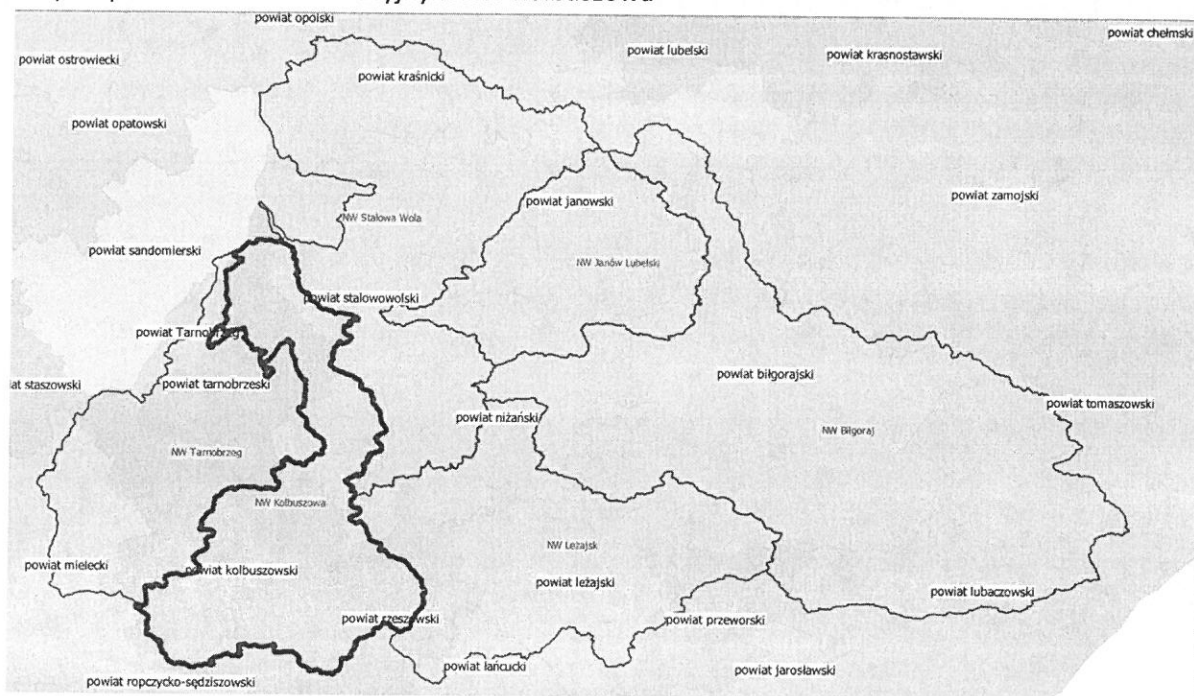 powiat opolski
powiat chełmski
powiat ostrowiecki
powiat lubelski
powiat krasnostawski
powiat kraśnicki
powiat opatowski
powiat janowski
powiat zamojski
NW Stalowa Wola
powiat sandomierski
NW Janów Lubelski
powiat stalowowolski
powiat Tarnobrzeg
powiat biłgorajski
powiat tarnobrzeski
powiat tomaszowski
powiat niżański
NW Biłgoraj
NW Tarnobrzeg
NW Kolbuszowa
NW Leżajsk
powiat mielecki
powiat kolbuszowski
powiat leżajski
powiat lubaczowski
powiat rzeszowski
powiat przeworski
powiat łańcucki
powiat jarosławski
powiat ropczycko-sędziszowski